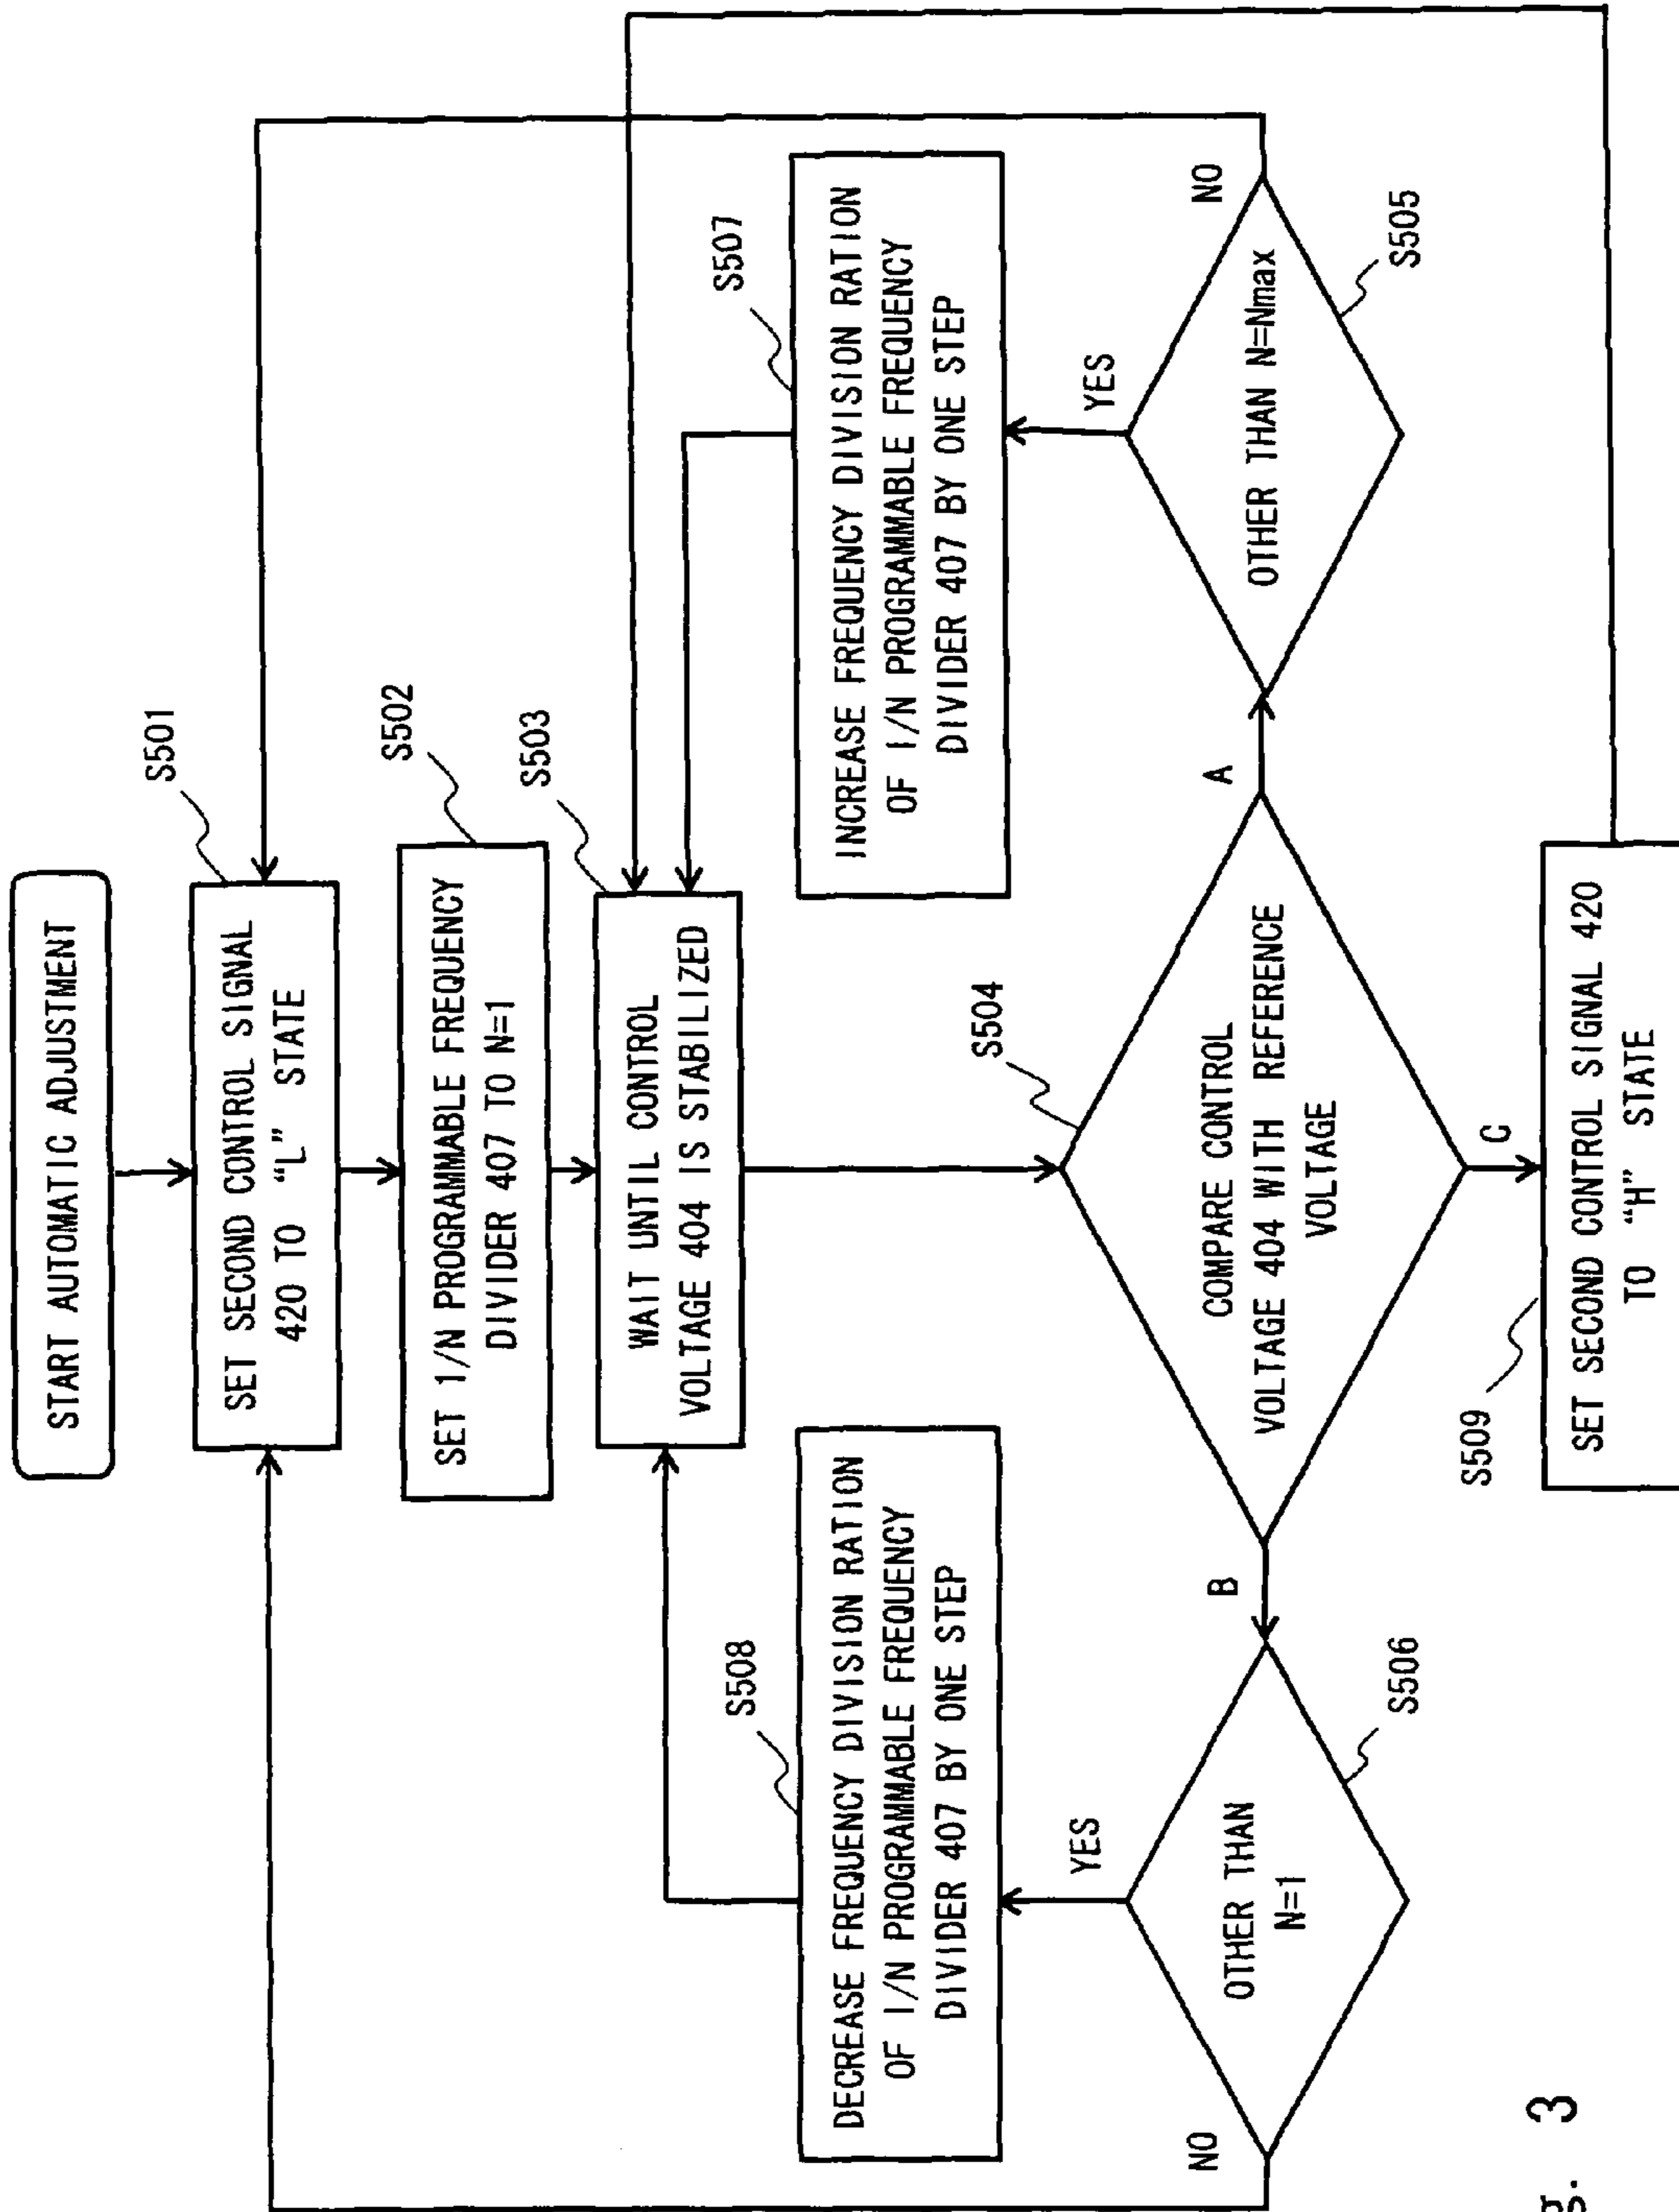 START AUTOMATIC ADJUSTMENT
S501
SET SECOND CONTROL SIGNAL
420 TO "L" STATE
S502
SET 1/N PROGRAMMABLE FREQUENCY
DIVIDER 407 TO N=1
S503
WAIT UNTIL CONTROL
VOLTAGE 404 IS STABILIZED
S508
DECREASE FREQUENCY DIVISION RATION
OF 1/N PROGRAMMABLE FREQUENCY
DIVIDER 407 BY ONE STEP
S507
INCREASE FREQUENCY DIVISION RATION
OF 1/N PROGRAMMABLE FREQUENCY
DIVIDER 407 BY ONE STEP
S504
COMPARE CONTROL
VOLTAGE 404 WITH REFERENCE
VOLTAGE
NO
YES
B
A
YES
NO
OTHER THAN
N=1
S506
OTHER THAN N=Nmax
S505
C
S509
SET SECOND CONTROL SIGNAL 420
TO "H" STATE
g. 3